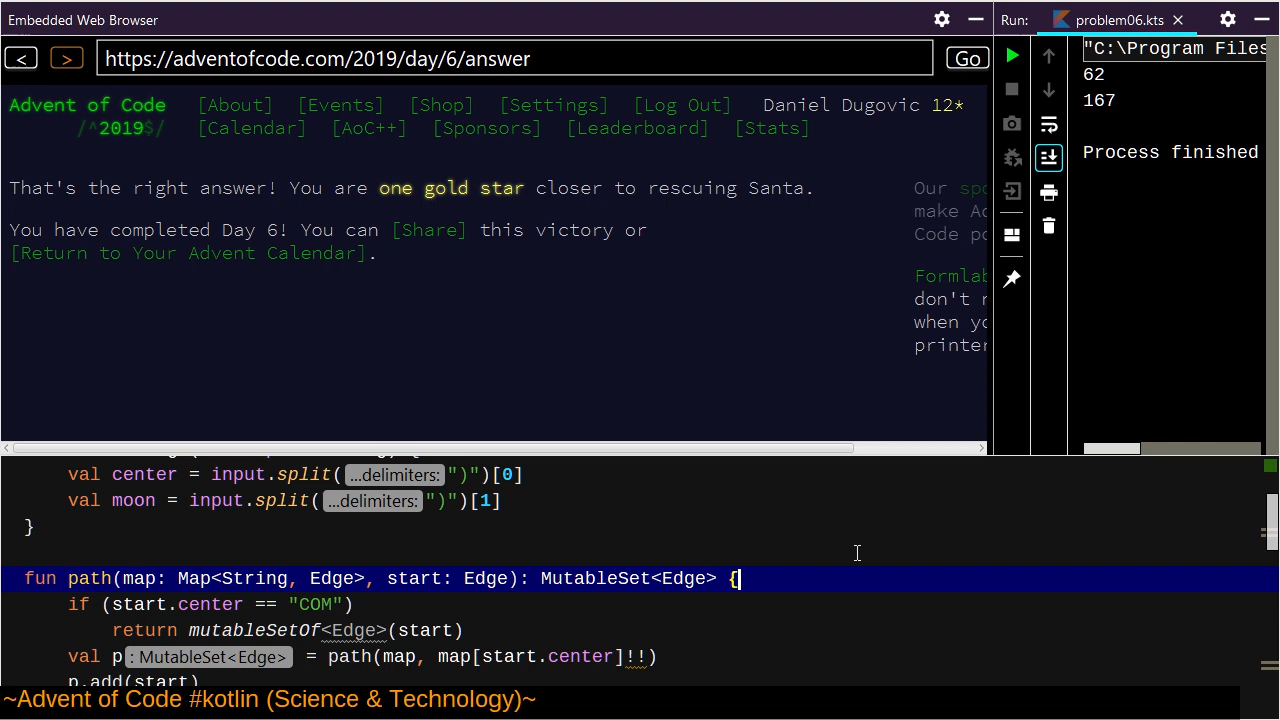 Embedded Web Browser
Run: problem06.kts
< > https://adventofcode.com/2019/day/6/answer Go
"C:\Program Files
62
167
Process finished
Advent of Code [About] [Events] [Shop] [Settings] [Log Out] Daniel Dugovic 12*
/^2019$/ [Calendar] [AoC++] [Sponsors] [Leaderboard] [Stats]
That's the right answer! You are one gold star closer to rescuing Santa.
You have completed Day 6! You can [Share] this victory or
[Return to Your Advent Calendar].
Our spo
make Ad
Code po
Formlab
don't r
when yo
printer
val center = input.split( ...delimiters: ")")[0]
val moon = input.split( ...delimiters: ")")[1]
}
fun path(map: Map<String, Edge>, start: Edge): MutableSet<Edge> {
if (start.center == "COM")
return mutableSetOf<Edge>(start)
val p : MutableSet<Edge> = path(map, map[start.center]!!)
p.add(start)
~Advent of Code #kotlin (Science & Technology)~